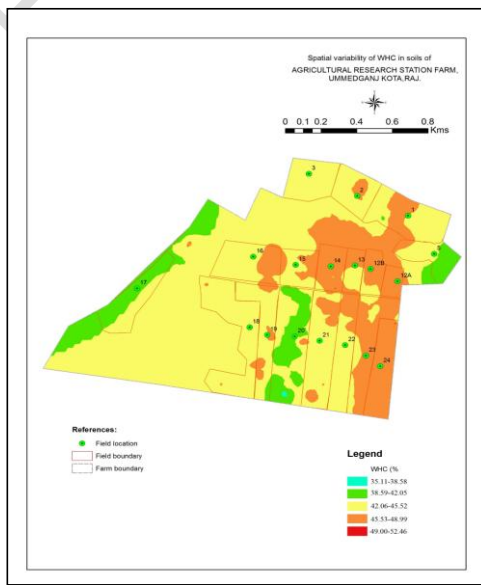 Spatial variability of WHC in soils of
AGRICULTURAL RESEARCH STATION FARM,
UMMEDGANJ KOTA,RAJ.
0 0.1 0.2 0.4 0.6 0.8
Kms
3
2
1
5
16
15
14
13
12B
12A
17
18
19
20
21
22
23
24
References:
Field location
Field boundary
Farm boundary
Legend
WHC (%
35.11-38.58
38.59-42.05
42.06-45.52
45.53-48.99
49.00-52.46